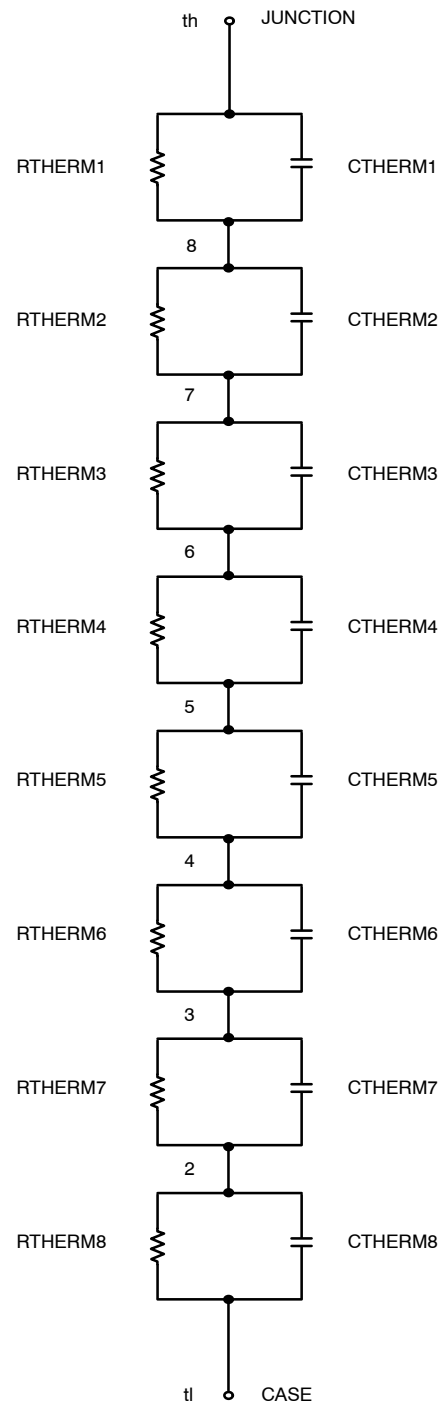 th JUNCTION
RTHERM1 CTHERM1
8
RTHERM2 CTHERM2
7
RTHERM3 CTHERM3
6
RTHERM4 CTHERM4
5
RTHERM5 CTHERM5
4
RTHERM6 CTHERM6
3
RTHERM7 CTHERM7
2
RTHERM8 CTHERM8
tl CASE